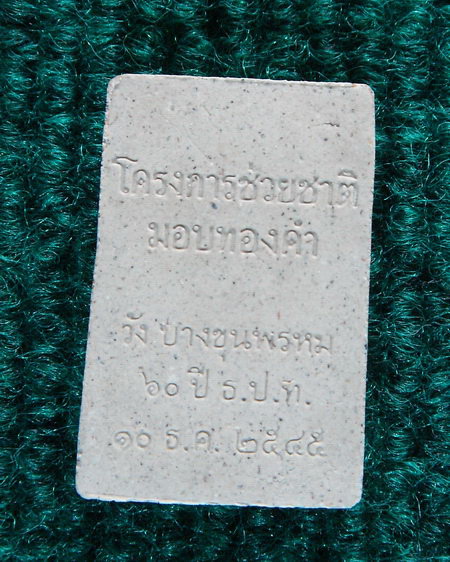 โครงการช่วยชาติ
มอบทองคำ
วัง บางขุนพรหม
๖๐ ปี ธ.ป.ท.
๑๐ ธ.ค. ๒๕๔๕